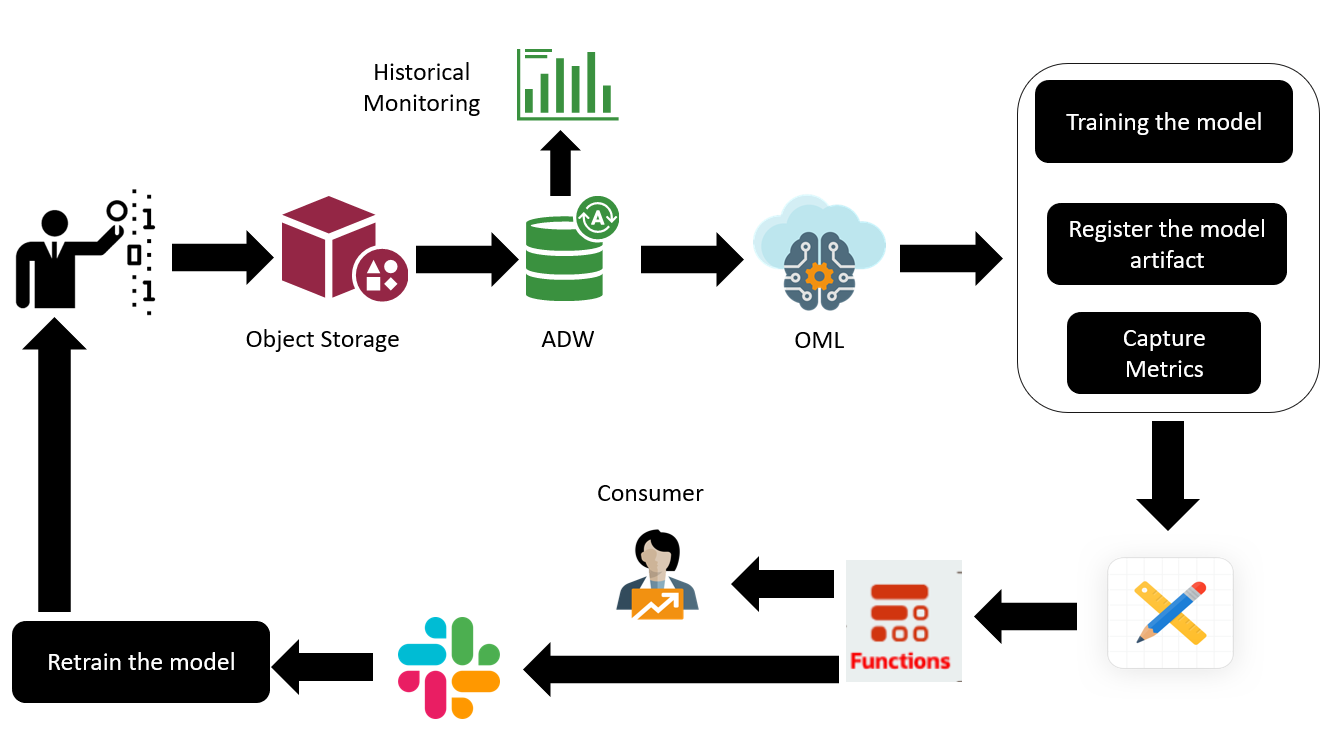 Historical
Monitoring
Training the model
Register the model
artifact
Capture
Metrics
1
0
1
Object Storage
A
ADW
OML
Consumer
Functions
Retrain the model